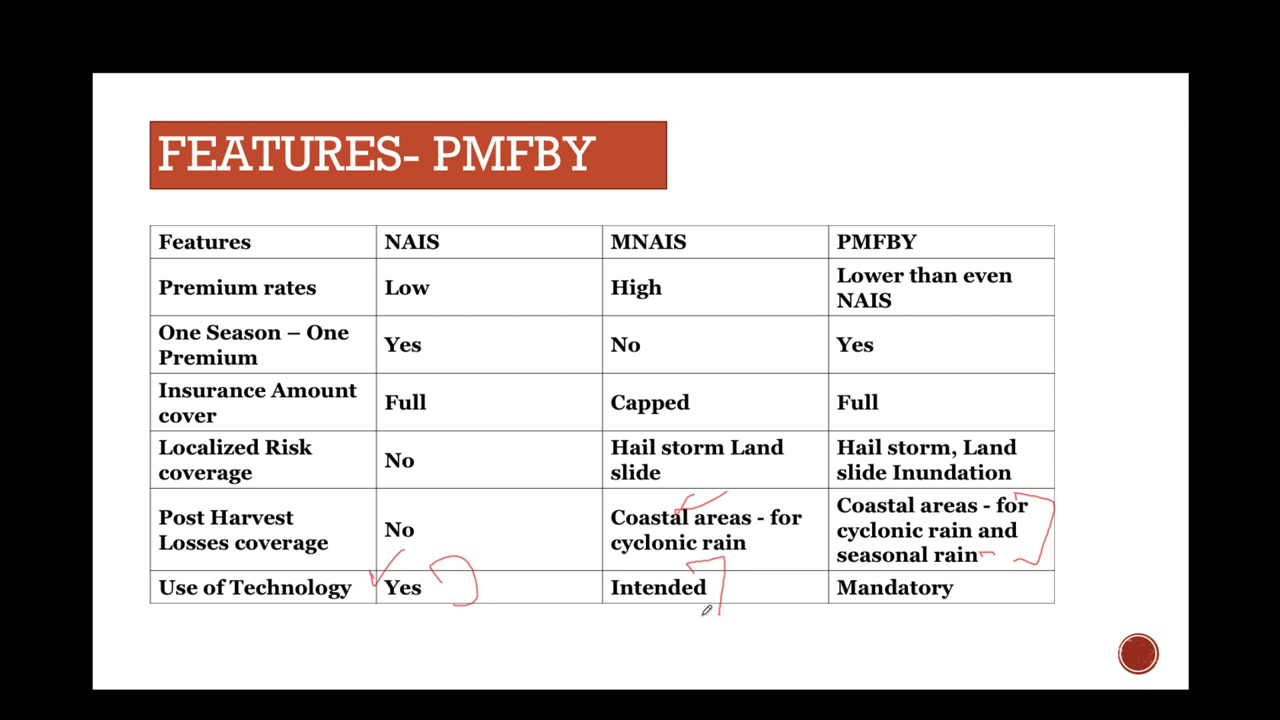 FEATURES- PMFBY
Features NAIS MNAIS PMFBY
Premium rates Low High Lower than even
NAIS
One Season – One
Premium Yes No Yes
Insurance Amount
cover Full Capped Full
Localized Risk
coverage No Hail storm Land
slide Hail storm, Land
slide Inundation
Post Harvest
Losses coverage No Coastal areas - for
cyclonic rain Coastal areas - for
cyclonic rain and
seasonal rain
Use of Technology Yes Intended Mandatory